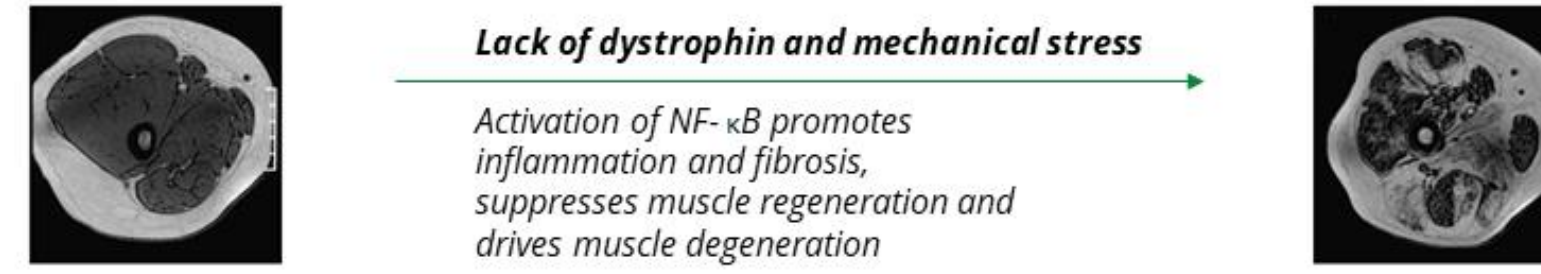 Lack of dystrophin and mechanical stress
Activation of NF- κB promotes
inflammation and fibrosis,
suppresses muscle regeneration and
drives muscle degeneration